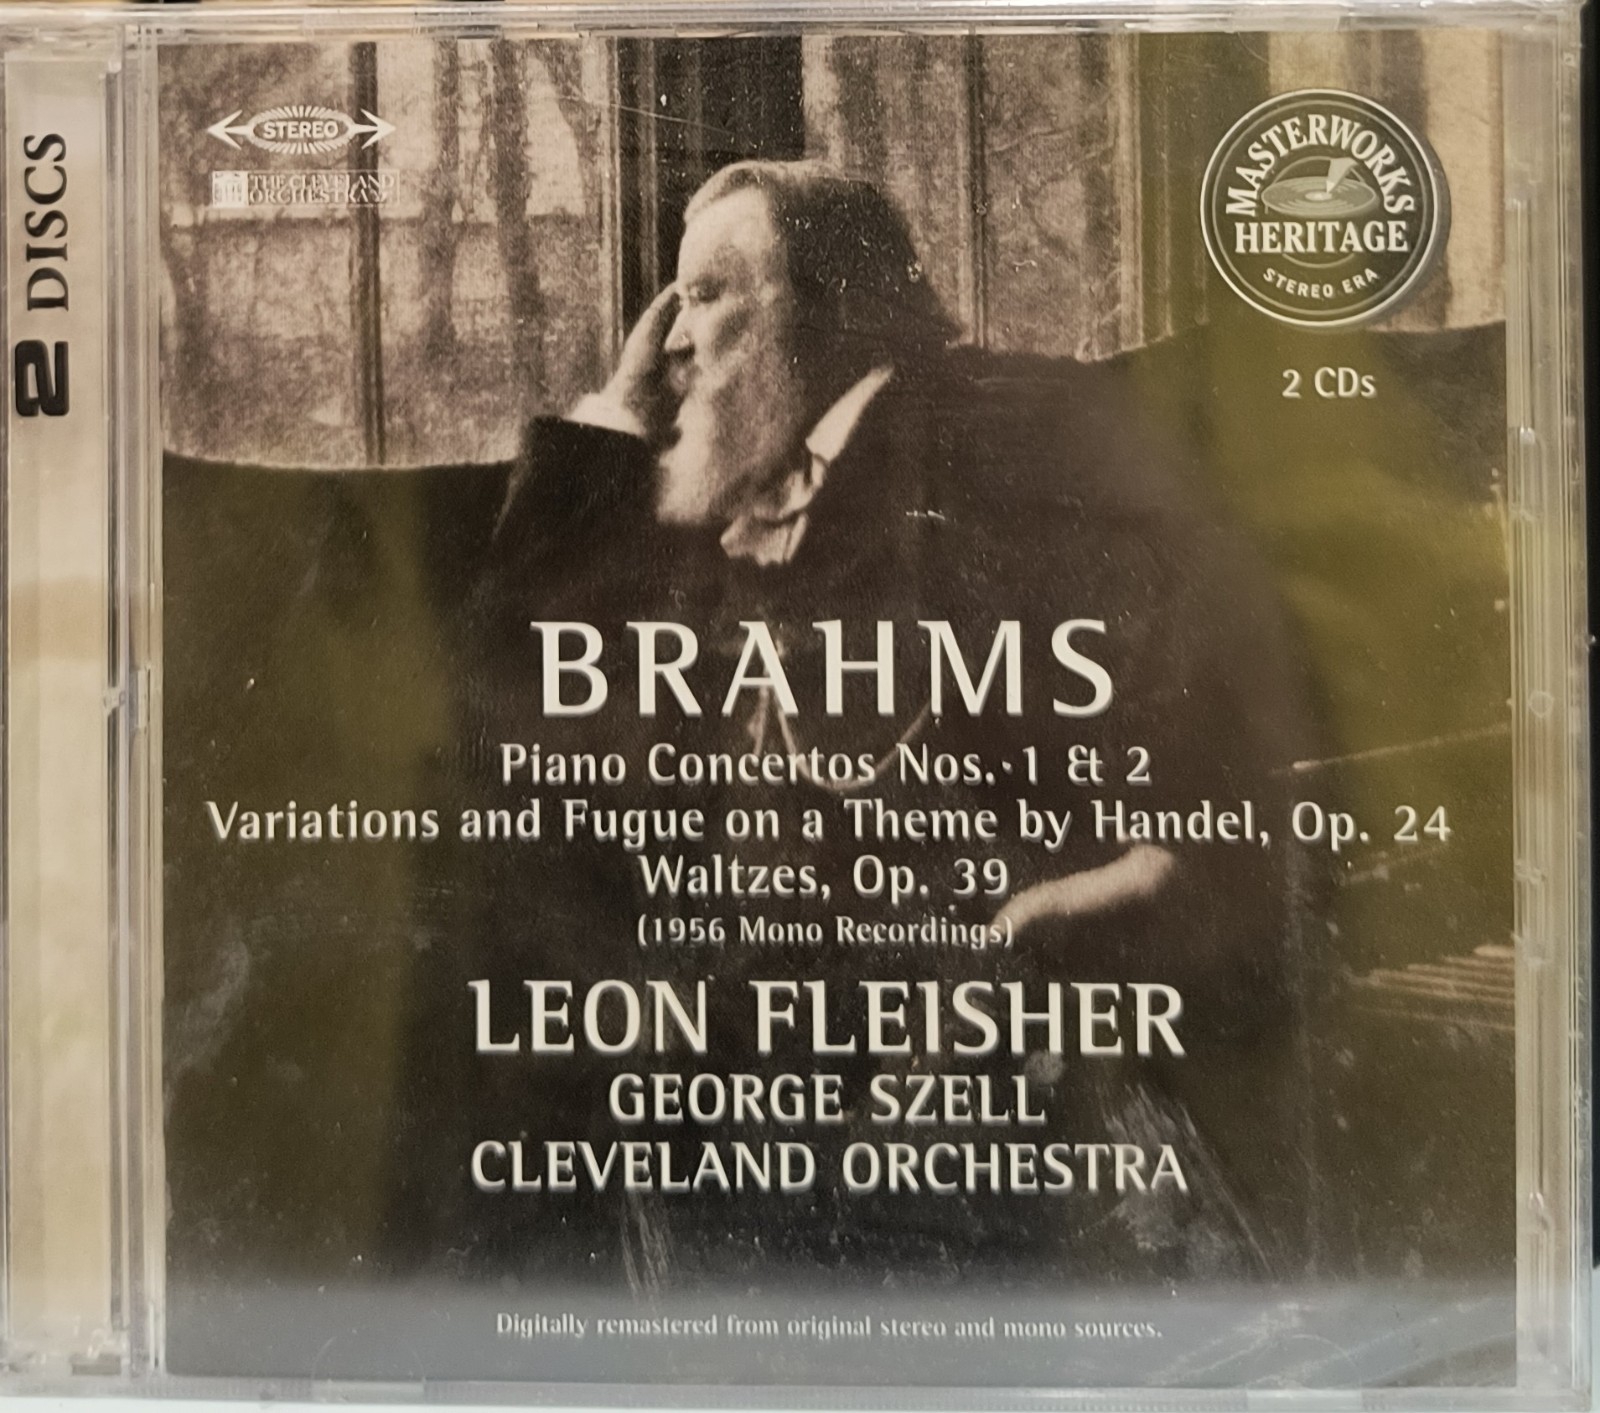 2 DISCS
STEREO
THE CLEVELAND
ORCHESTRA
MASTERWORKS
HERITAGE
STEREO ERA
2 CDs
BRAHMS
Piano Concertos Nos. 1 & 2
Variations and Fugue on a Theme by Handel, Op. 24
Waltzes, Op. 39
(1956 Mono Recordings)
LEON FLEISHER
GEORGE SZELL
CLEVELAND ORCHESTRA
Digitally remastered from original stereo and mono sources.